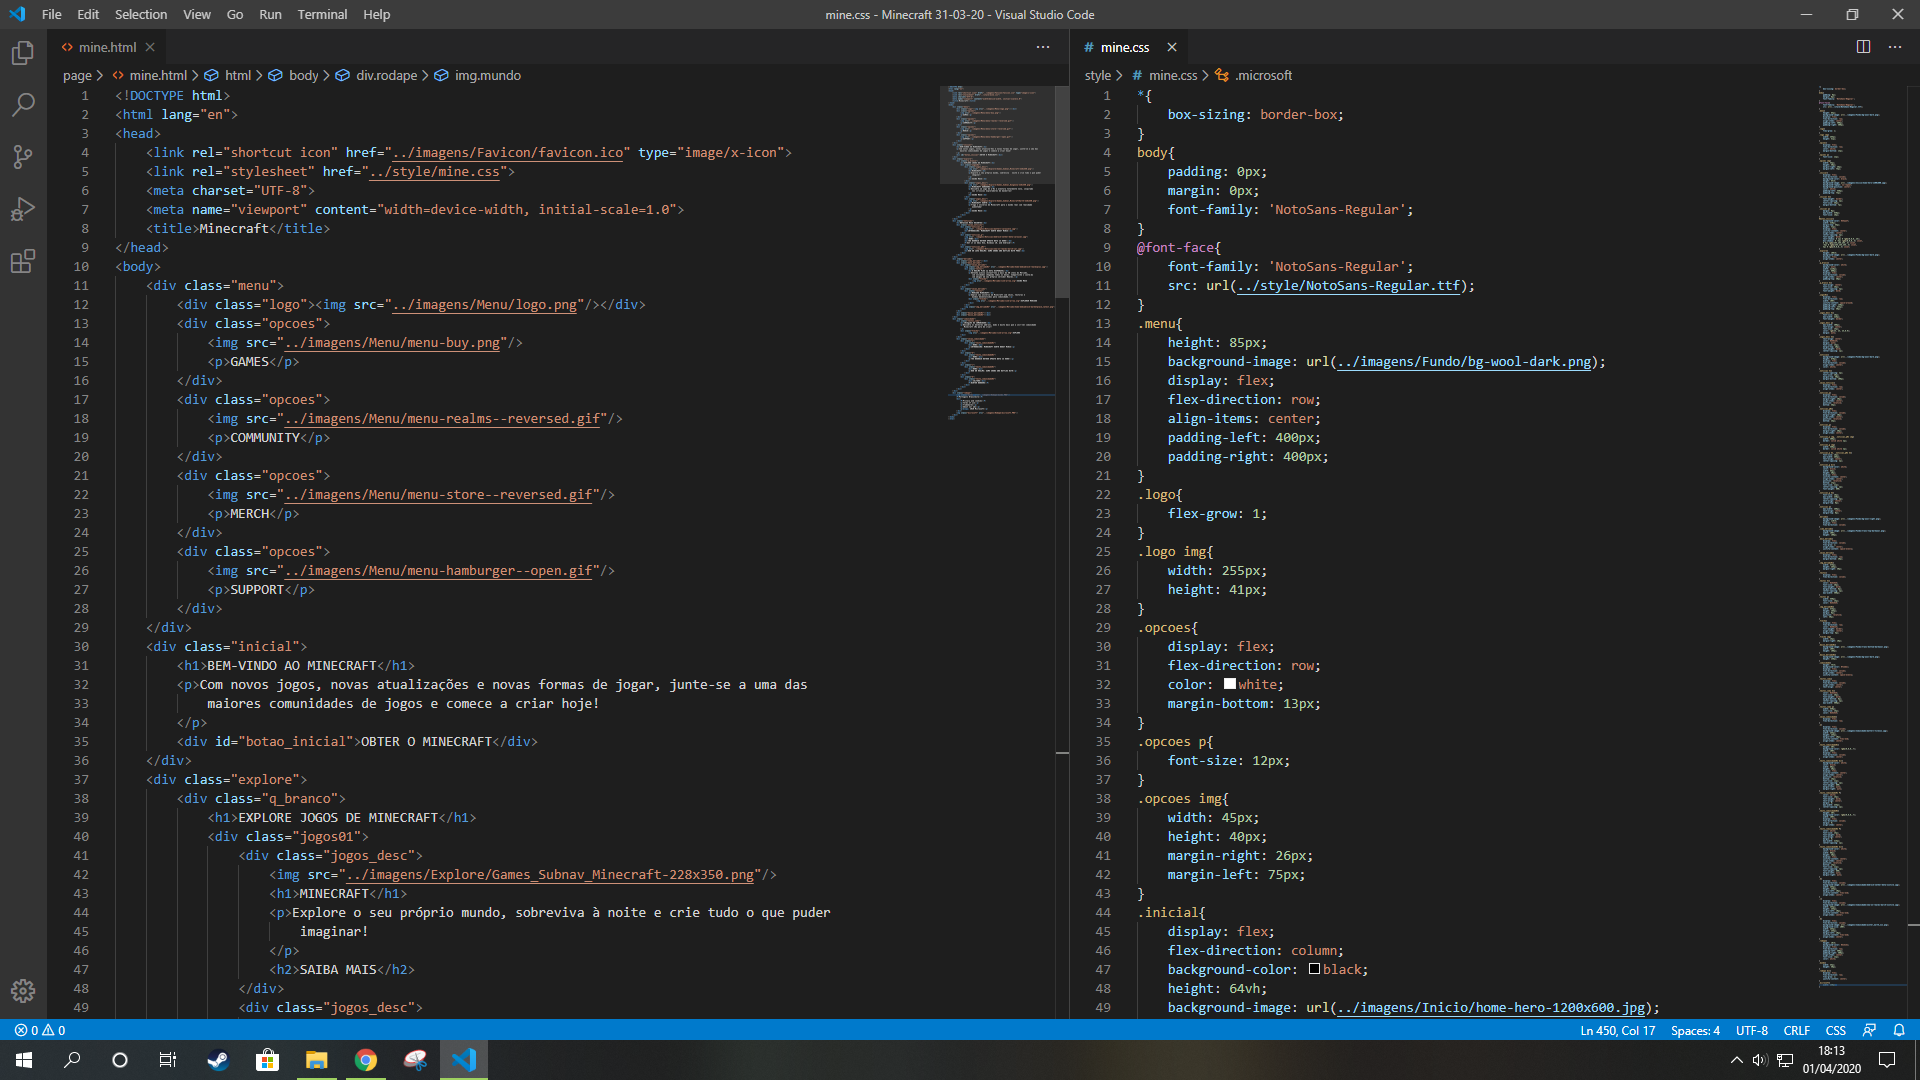 File Edit Selection View Go Run Terminal Help
mine.css - Minecraft 31-03-20 - Visual Studio Code
mine.html
page > mine.html > html > body > div.rodape > img.mundo
1 <!DOCTYPE html>
2 <html lang="en">
3 <head>
4 <link rel="shortcut icon" href="../imagens/Favicon/favicon.ico" type="image/x-icon">
5 <link rel="stylesheet" href="../style/mine.css">
6 <meta charset="UTF-8">
7 <meta name="viewport" content="width=device-width, initial-scale=1.0">
8 <title>Minecraft</title>
9 </head>
10 <body>
11 <div class="menu">
12 <div class="logo"><img src="../imagens/Menu/logo.png"/></div>
13 <div class="opcoes">
14 <img src="../imagens/Menu/menu-buy.png"/>
15 <p>GAMES</p>
16 </div>
17 <div class="opcoes">
18 <img src="../imagens/Menu/menu-realms--reversed.gif"/>
19 <p>COMMUNITY</p>
20 </div>
21 <div class="opcoes">
22 <img src="../imagens/Menu/menu-store--reversed.gif"/>
23 <p>MERCH</p>
24 </div>
25 <div class="opcoes">
26 <img src="../imagens/Menu/menu-hamburger--open.gif"/>
27 <p>SUPPORT</p>
28 </div>
29 </div>
30 <div class="inicial">
31 <h1>BEM-VINDO AO MINECRAFT</h1>
32 <p>Com novos jogos, novas atualizações e novas formas de jogar, junte-se a uma das
33 maiores comunidades de jogos e comece a criar hoje!
34 </p>
35 <div id="botao_inicial">OBTER O MINECRAFT</div>
36 </div>
37 <div class="explore">
38 <div class="q_branco">
39 <h1>EXPLORE JOGOS DE MINECRAFT</h1>
40 <div class="jogos01">
41 <div class="jogos_desc">
42 <img src="../imagens/Explore/Games_Subnav_Minecraft-228x350.png"/>
43 <h1>MINECRAFT</h1>
44 <p>Explore o seu próprio mundo, sobreviva à noite e crie tudo o que puder
45 imaginar!
46 </p>
47 <h2>SAIBA MAIS</h2>
48 </div>
49 <div class="jogos_desc">
# mine.css
style > # mine.css > .microsoft
1 *{
2 box-sizing: border-box;
3 }
4 body{
5 padding: 0px;
6 margin: 0px;
7 font-family: 'NotoSans-Regular';
8 }
9 @font-face{
10 font-family: 'NotoSans-Regular';
11 src: url(../style/NotoSans-Regular.ttf);
12 }
13 .menu{
14 height: 85px;
15 background-image: url(../imagens/Fundo/bg-wool-dark.png);
16 display: flex;
17 flex-direction: row;
18 align-items: center;
19 padding-left: 400px;
20 padding-right: 400px;
21 }
22 .logo{
23 flex-grow: 1;
24 }
25 .logo img{
26 width: 255px;
27 height: 41px;
28 }
29 .opcoes{
30 display: flex;
31 flex-direction: row;
32 color: white;
33 margin-bottom: 13px;
34 }
35 .opcoes p{
36 font-size: 12px;
37 }
38 .opcoes img{
39 width: 45px;
40 height: 40px;
41 margin-right: 26px;
42 margin-left: 75px;
43 }
44 .inicial{
45 display: flex;
46 flex-direction: column;
47 background-color: black;
48 height: 64vh;
49 background-image: url(../imagens/Inicio/home-hero-1200x600.jpg);
0 0
Ln 450, Col 17 Spaces: 4 UTF-8 CRLF CSS
18:13
01/04/2020